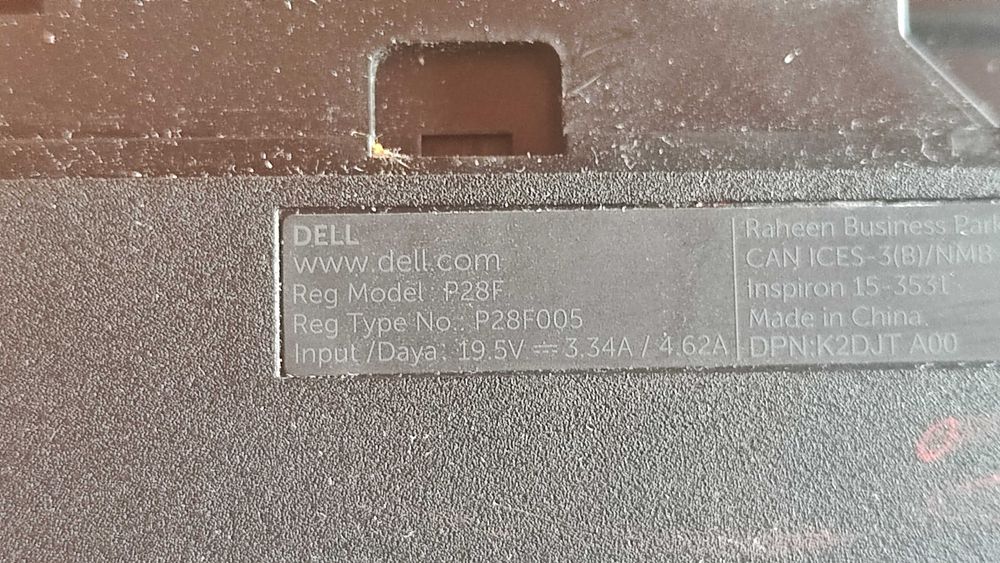 DELL
www.dell.com
Reg Model : P28F
Reg Type No.: P28F005
Input /Daya : 19.5V ⎓ 3.34A / 4.62A
Raheen Business Park
CAN ICES-3(B)/NMB-
Inspiron 15-3531
Made in China.
DPN:K2DJT A00